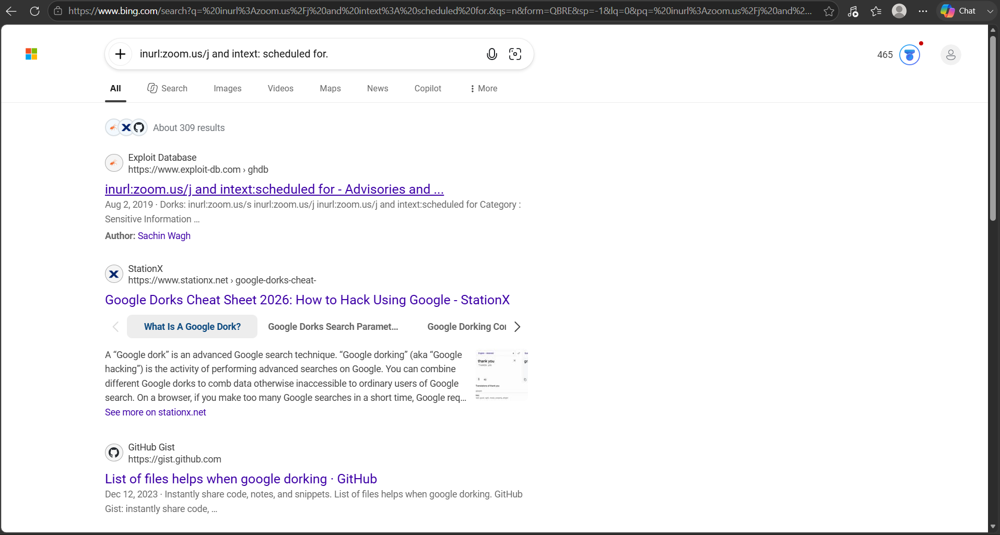 https://www.bing.com/search?q=%20inurl%3Azoom.us%2Fj%20and%20intext%3A%20scheduled%20for.&qs=n&form=QBRE&sp=-1&lq=0&pq=%20inurl%3Azoom.us%2Fj%20and%2...
Chat
inurl:zoom.us/j and intext: scheduled for.
465
All
Search
Images
Videos
Maps
News
Copilot
More
About 309 results
Exploit Database
https://www.exploit-db.com › ghdb
inurl:zoom.us/j and intext:scheduled for - Advisories and ...
Aug 2, 2019 · Dorks: inurl:zoom.us/s inurl:zoom.us/j inurl:zoom.us/j and intext:scheduled for Category :
Sensitive Information ...
Author: Sachin Wagh
StationX
https://www.stationx.net › google-dorks-cheat-
Google Dorks Cheat Sheet 2026: How to Hack Using Google - StationX
What Is A Google Dork?
Google Dorks Search Paramet...
Google Dorking Cor
A “Google dork” is an advanced Google search technique. “Google dorking” (aka “Google
hacking”) is the activity of performing advanced searches on Google. You can combine
different Google dorks to comb data otherwise inaccessible to ordinary users of Google
search. On a browser, if you make too many Google searches in a short time, Google req...
thank you
Translations of thank you
See more on stationx.net
GitHub Gist
https://gist.github.com
List of files helps when google dorking · GitHub
Dec 12, 2023 · Instantly share code, notes, and snippets. List of files helps when google dorking. GitHub
Gist: instantly share code, ...